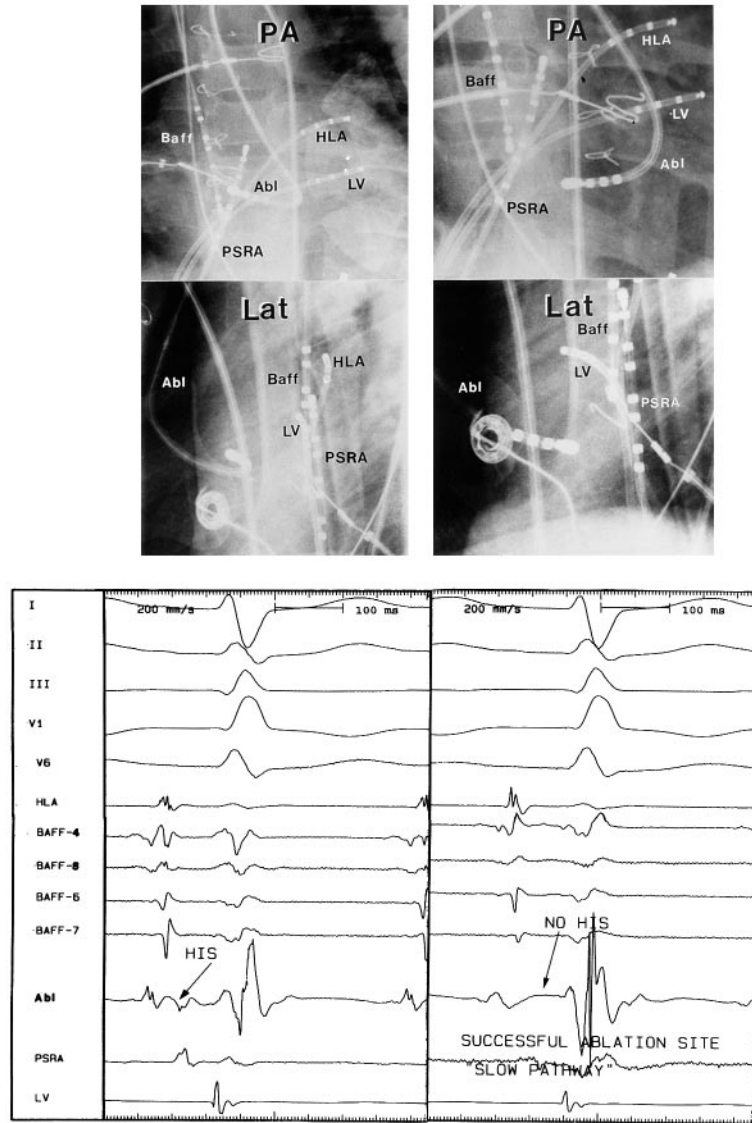 PA
HLA
Baff
Abl
LV
PSRA
PA
HLA
Baff
LV
Abl
PSRA
Lat
Abl
Baff
HLA
LV
PSRA
Lat
Baff
LV
Abl
PSRA
I
200 mm/s
100 ms
200 mm/s
100 ms
II
III
V1
V6
HLA
BAFF-4
BAFF-8
BAFF-6
BAFF-7
HIS
NO HIS
Abl
SUCCESSFUL ABLATION SITE
"SLOW PATHWAY"
PSRA
LV